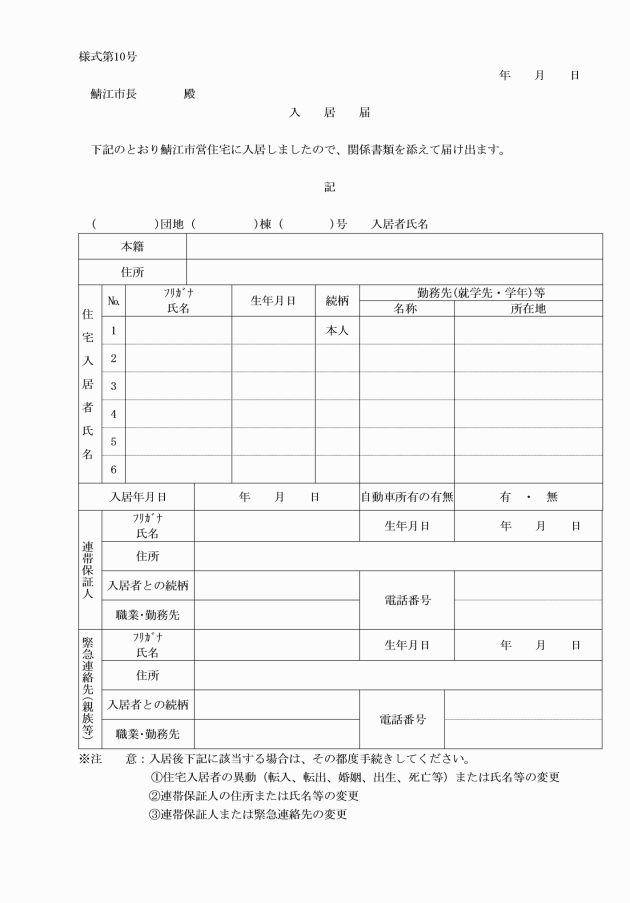 様式第10号
年　　月　　日
鯖江市長　　　　殿
入　　居　　届
下記のとおり鯖江市営住宅に入居しましたので、関係書類を添えて届け出ます。
記
(　　　　　)団地 (　　　　　)棟 (　　　　)号　　入居者氏名
本籍
住所
住宅入居者氏名
№ ﾌﾘｶﾞﾅ 氏名 生年月日 続柄 勤務先(就学先・学年)等
名称 所在地
1 本人
2
3
4
5
6
入居年月日 年　　月　　日 自動車所有の有無 有　・　無
連帯保証人
ﾌﾘｶﾞﾅ
氏名 生年月日 年　　月　　日
住所
入居者との続柄 電話番号
職業・勤務先
緊急連絡先(親族等)
ﾌﾘｶﾞﾅ
氏名 生年月日 年　　月　　日
住所
入居者との続柄 電話番号
職業・勤務先
※注　　意：入居後下記に該当する場合は、その都度手続きしてください。
①住宅入居者の異動（転入、転出、婚姻、出生、死亡等）または氏名等の変更
②連帯保証人の住所または氏名等の変更
③連帯保証人または緊急連絡先の変更